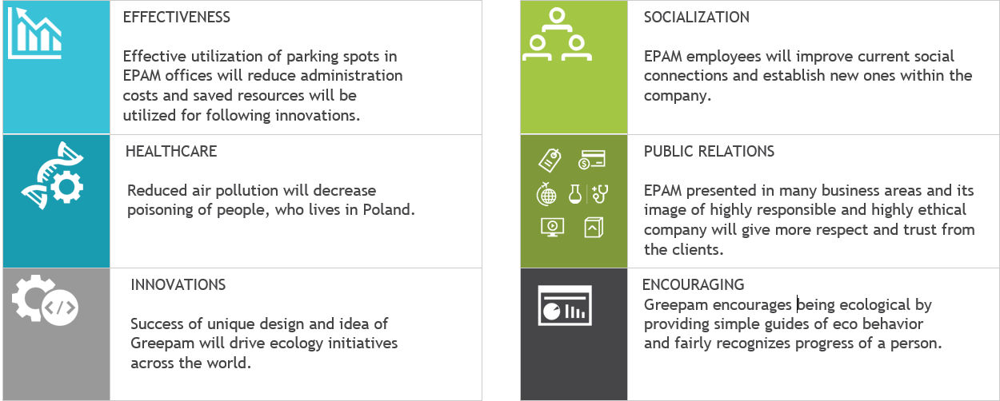 EFFECTIVENESS
Effective utilization of parking spots in
EPAM offices will reduce administration
costs and saved resources will be
utilized for following innovations.
HEALTHCARE
Reduced air pollution will decrease
poisoning of people, who lives in Poland.
INNOVATIONS
Success of unique design and idea of
Greepam will drive ecology initiatives
across the world.
SOCIALIZATION
EPAM employees will improve current social
connections and establish new ones within the
company.
PUBLIC RELATIONS
EPAM presented in many business areas and its
image of highly responsible and highly ethical
company will give more respect and trust from
the clients.
ENCOURAGING
Greepam encourages being ecological by
providing simple guides of eco behavior
and fairly recognizes progress of a person.